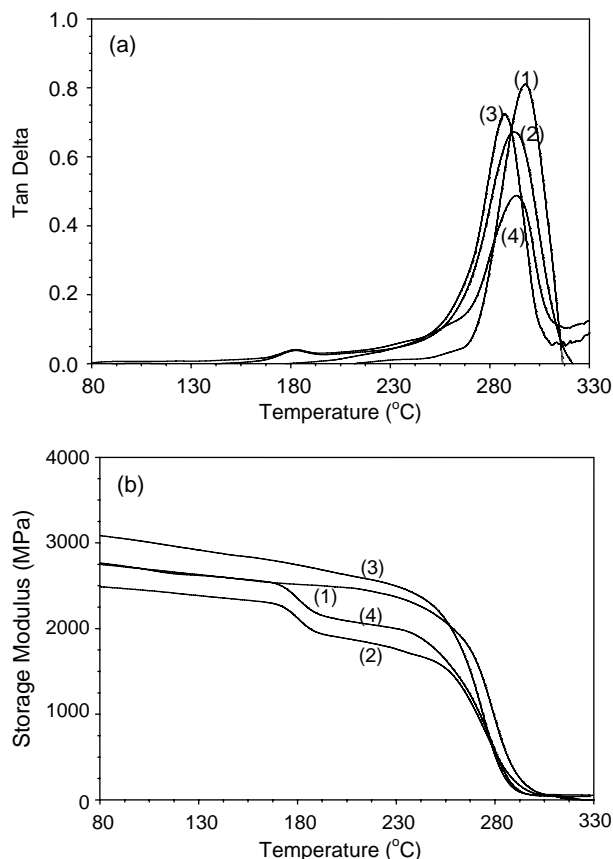 (a)
Tan Delta
1.0
0.8
0.6
0.4
0.2
0.0
(1)
(3)
(2)
(4)
80 130 180 230 280 330
Temperature (°C)
(b)
Storage Modulus (MPa)
4000
3000
2000
1000
0
(3)
(1)
(4)
(2)
80 130 180 230 280 330
Temperature (°C)